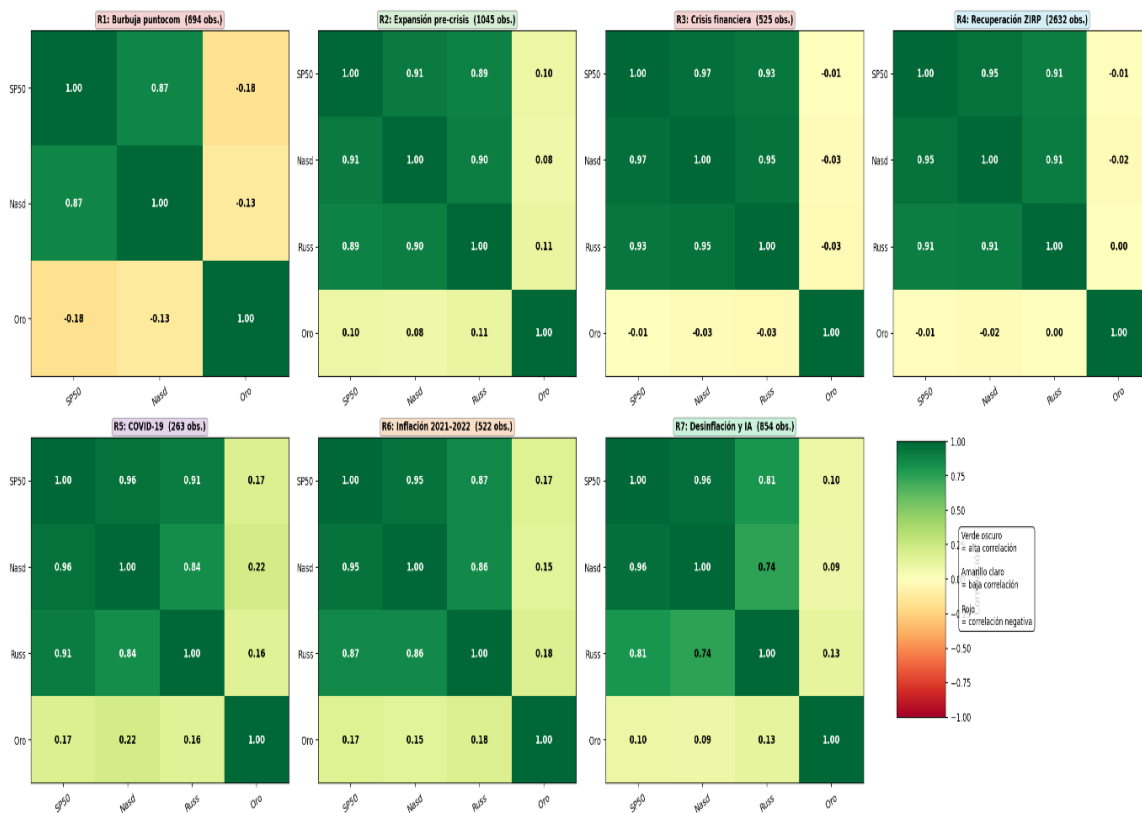 R1: Burbuja puntocom (694 obs.)
SP50 1.00 0.87 -0.18
Nasd 0.87 1.00 -0.13
Oro -0.18 -0.13 1.00
SP50 Nasd Oro
R2: Expansión pre-crisis (1045 obs.)
SP50 1.00 0.91 0.89 0.10
Nasd 0.91 1.00 0.90 0.08
Russ 0.89 0.90 1.00 0.11
Oro 0.10 0.08 0.11 1.00
SP50 Nasd Russ Oro
R3: Crisis financiera (525 obs.)
SP50 1.00 0.97 0.93 -0.01
Nasd 0.97 1.00 0.95 -0.03
Russ 0.93 0.95 1.00 -0.03
Oro -0.01 -0.03 -0.03 1.00
SP50 Nasd Russ Oro
R4: Recuperación ZIRP (2632 obs.)
SP50 1.00 0.95 0.91 -0.01
Nasd 0.95 1.00 0.91 -0.02
Russ 0.91 0.91 1.00 0.00
Oro -0.01 -0.02 0.00 1.00
SP50 Nasd Russ Oro
R5: COVID-19 (263 obs.)
SP50 1.00 0.96 0.91 0.17
Nasd 0.96 1.00 0.84 0.22
Russ 0.91 0.84 1.00 0.16
Oro 0.17 0.22 0.16 1.00
SP50 Nasd Russ Oro
R6: Inflación 2021-2022 (522 obs.)
SP50 1.00 0.95 0.87 0.17
Nasd 0.95 1.00 0.86 0.15
Russ 0.87 0.86 1.00 0.18
Oro 0.17 0.15 0.18 1.00
SP50 Nasd Russ Oro
R7: Desinflación y IA (854 obs.)
SP50 1.00 0.96 0.81 0.10
Nasd 0.96 1.00 0.74 0.09
Russ 0.81 0.74 1.00 0.13
Oro 0.10 0.09 0.13 1.00
SP50 Nasd Russ Oro
1.00
0.75
0.50
−0.25
−0.50
−0.75
−1.00
Verde oscuro
= alta correlación
Amarillo claro
= baja correlación
Rojo
= correlación negativa